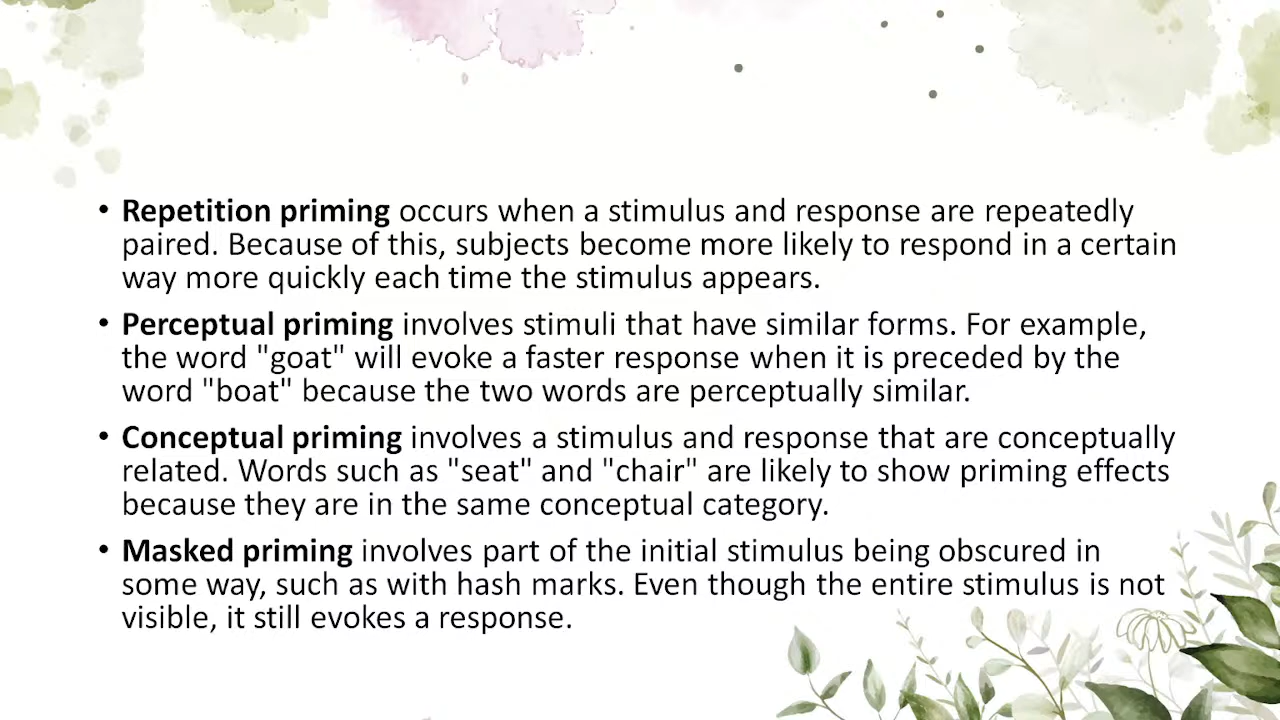 • Repetition priming occurs when a stimulus and response are repeatedly
paired. Because of this, subjects become more likely to respond in a certain
way more quickly each time the stimulus appears.
• Perceptual priming involves stimuli that have similar forms. For example,
the word "goat" will evoke a faster response when it is preceded by the
word "boat" because the two words are perceptually similar.
• Conceptual priming involves a stimulus and response that are conceptually
related. Words such as "seat" and "chair" are likely to show priming effects
because they are in the same conceptual category.
• Masked priming involves part of the initial stimulus being obscured in
some way, such as with hash marks. Even though the entire stimulus is not
visible, it still evokes a response.